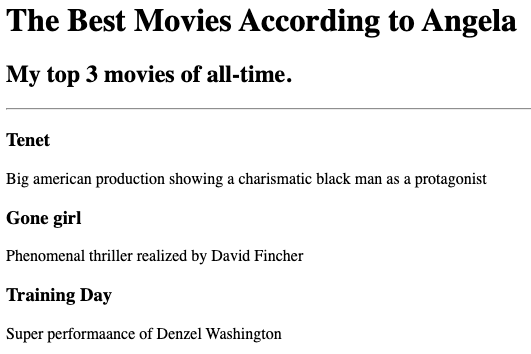 The Best Movies According to Angela
My top 3 movies of all-time.
Tenet
Big american production showing a charismatic black man as a protagonist
Gone girl
Phenomenal thriller realized by David Fincher
Training Day
Super performaance of Denzel Washington